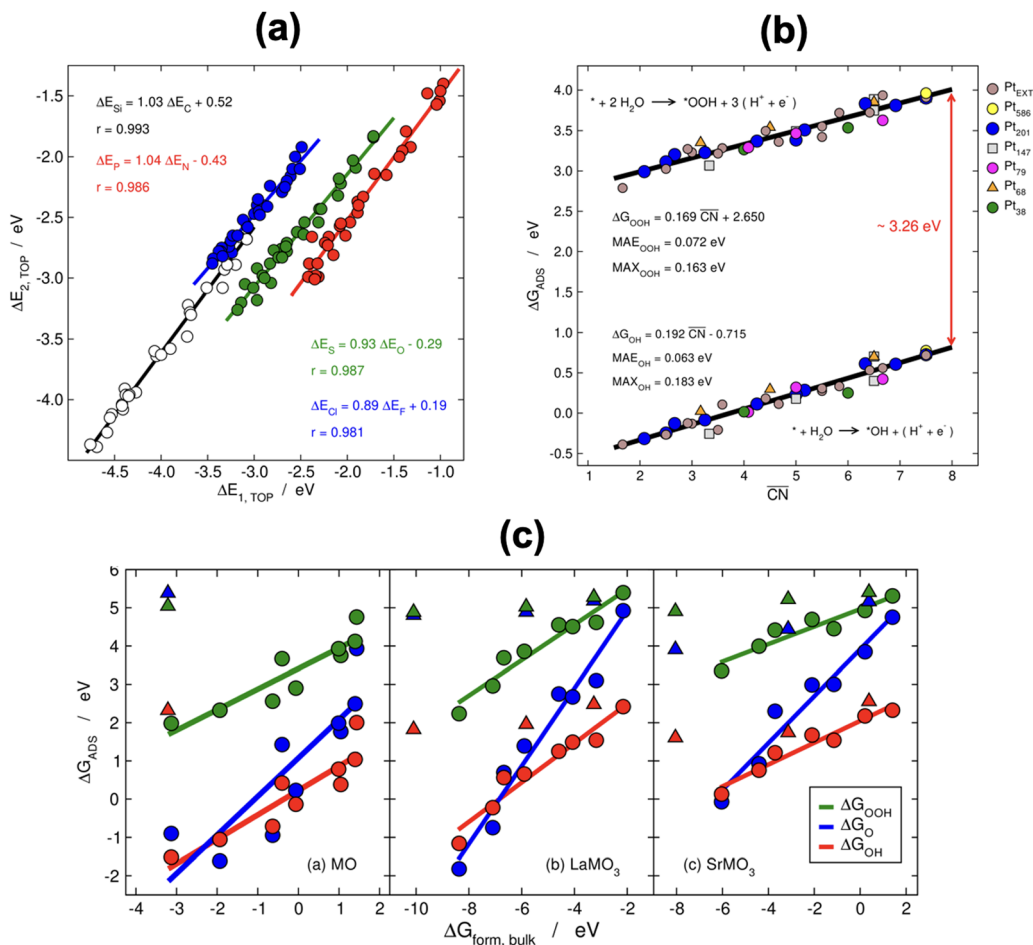 (a)
-1.5
-2.0
-2.5
-3.0
-3.5
-4.0
ΔE2, TOP / eV
ΔESi = 1.03 ΔEC + 0.52
r = 0.993
ΔEP = 1.04 ΔEN - 0.43
r = 0.986
ΔES = 0.93 ΔEO - 0.29
r = 0.987
ΔECl = 0.89 ΔEF + 0.19
r = 0.981
-4.5 -4.0 -3.5 -3.0 -2.5 -2.0 -1.5 -1.0
ΔE1, TOP / eV
(b)
4.5
4.0
3.5
3.0
2.5
2.0
1.5
1.0
0.5
0.0
-0.5
ΔGADS / eV
* + 2 H2O → *OOH + 3 ( H+ + e- )
ΔGOOH = 0.169 CN + 2.650
MAEOOH = 0.072 eV
MAXOOH = 0.163 eV
~ 3.26 eV
ΔGOH = 0.192 CN - 0.715
MAEOH = 0.063 eV
MAXOH = 0.183 eV
* + H2O → *OH + ( H+ + e- )
1 2 3 4 5 6 7 8
CN
PtEXT
Pt586
Pt201
Pt147
Pt79
Pt68
Pt38
(c)
6
5
4
3
2
1
0
-1
-2
ΔGADS / eV
(a) MO
(b) LaMO3
(c) SrMO3
ΔGOOH
ΔGO
ΔGOH
-4 -3 -2 -1 0 1 2
-10 -8 -6 -4 -2
-8 -6 -4 -2 0 2
ΔGform, bulk / eV